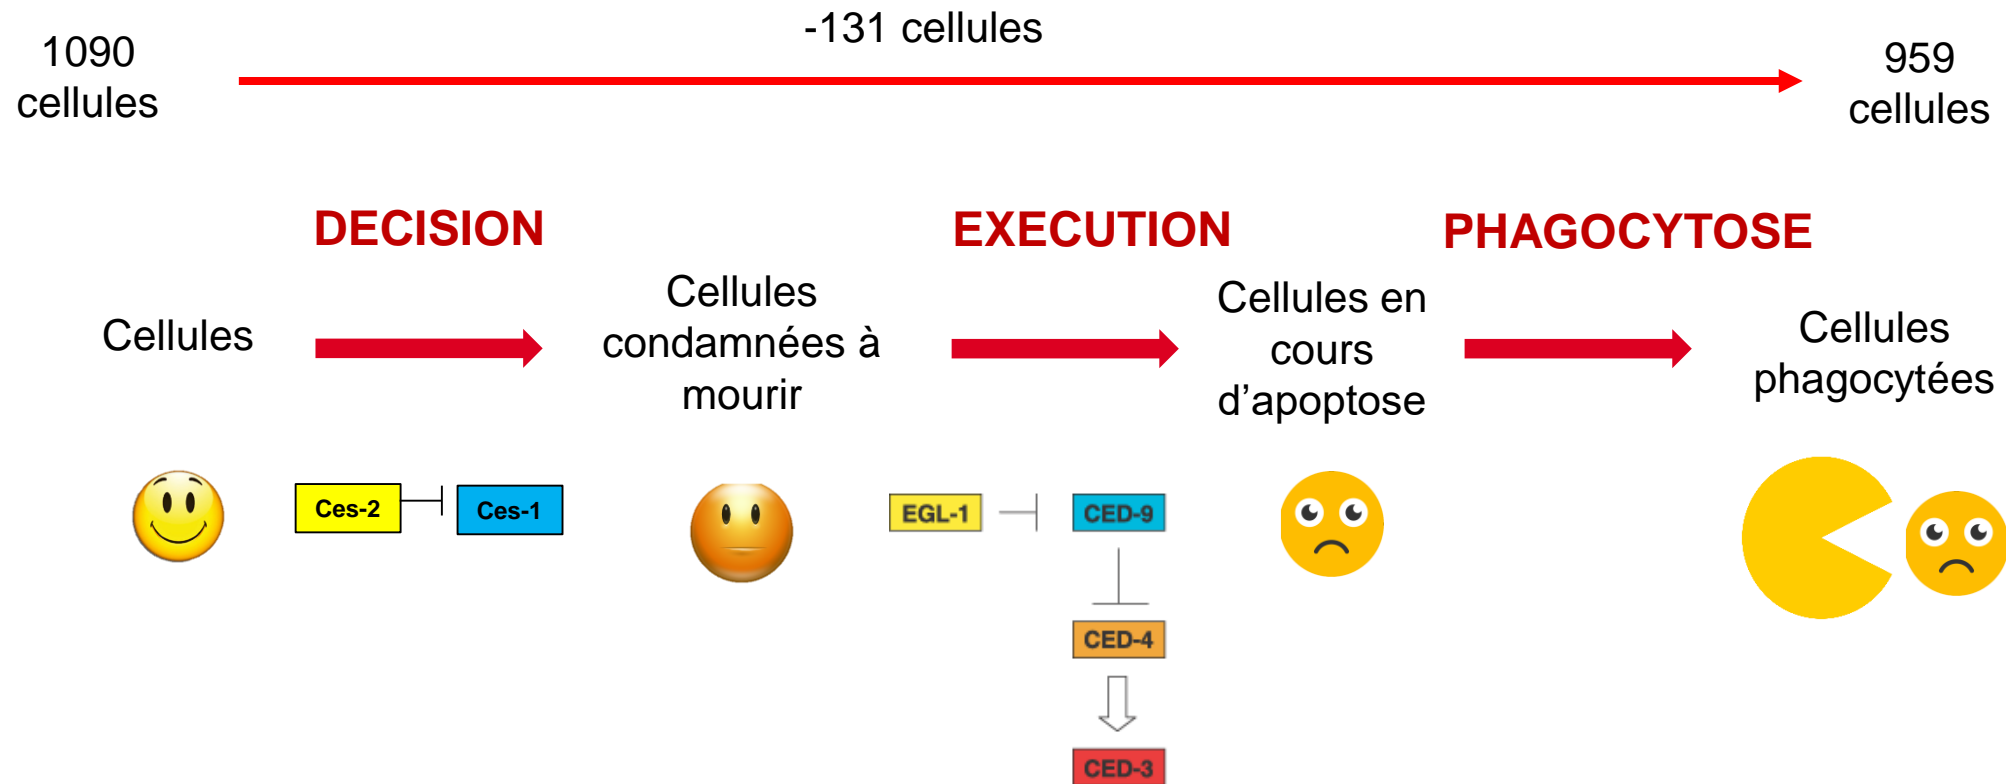 -131 cellules
1090
cellules
959
cellules
DECISION
EXECUTION
PHAGOCYTOSE
Cellules
Cellules
condamnées à
mourir
Cellules en
cours
d’apoptose
Cellules
phagocytées
Ces-2
Ces-1
EGL-1
CED-9
CED-4
CED-3